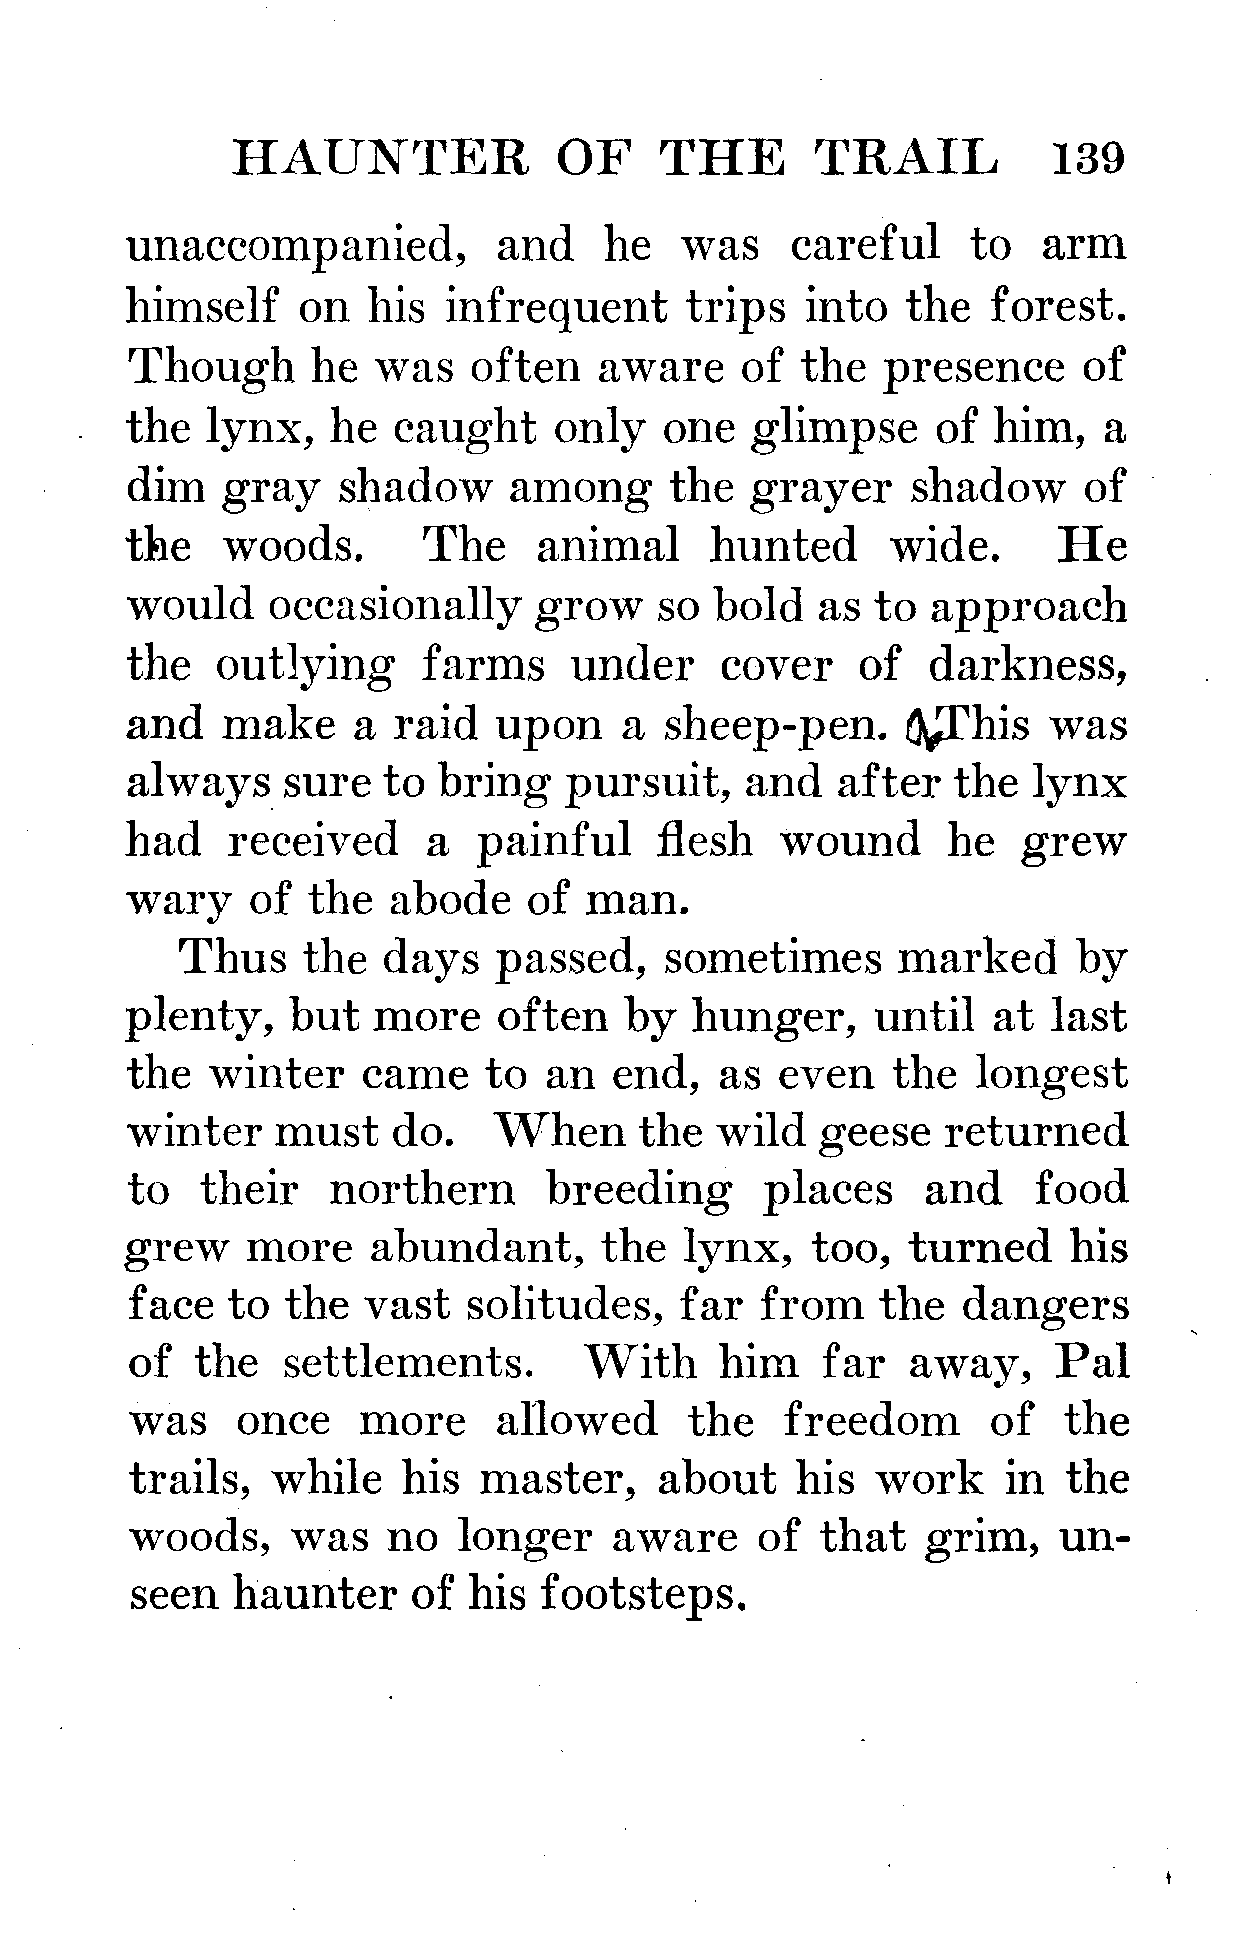 HAUNTER OF THE TRAIL 139
unaccompanied, and he was careful to arm
himself on his infrequent trips into the forest.
Though he was often aware of the presence of
the lynx, he caught only one glimpse of him, a
dim gray shadow among the grayer shadow of
the woods. The animal hunted wide. He
would occasionally grow so bold as to approach
the outlying farms under cover of darkness,
and make a raid upon a sheep-pen. This was
always sure to bring pursuit, and after the lynx
had received a painful flesh wound he grew
wary of the abode of man.
Thus the days passed, sometimes marked by
plenty, but more often by hunger, until at last
the winter came to an end, as even the longest
winter must do. When the wild geese returned
to their northern breeding places and food
grew more abundant, the lynx, too, turned his
face to the vast solitudes, far from the dangers
of the settlements. With him far away, Pal
was once more allowed the freedom of the
trails, while his master, about his work in the
woods, was no longer aware of that grim, un-
seen haunter of his footsteps.